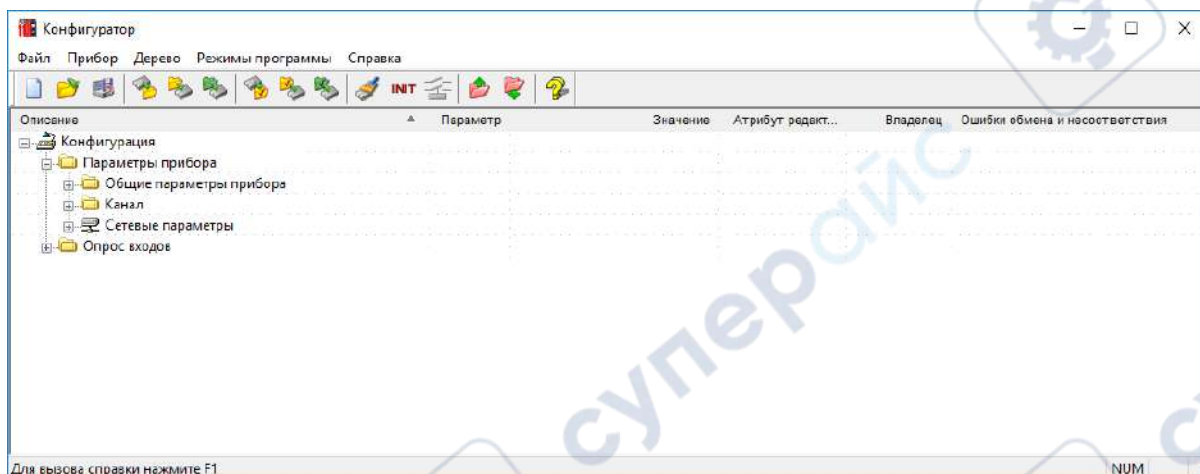 Конфигуратор
Файл Прибор Дерево Режимы программы Справка
INIT
Описание Параметр Значение Атрибут редакт... Владелец Ошибки обмена и несоответствия
Конфигурация
Параметры прибора
Общие параметры прибора
Канал
Сетевые параметры
Опрос входов
суперайс
Для вызова справки нажмите F1 NUM